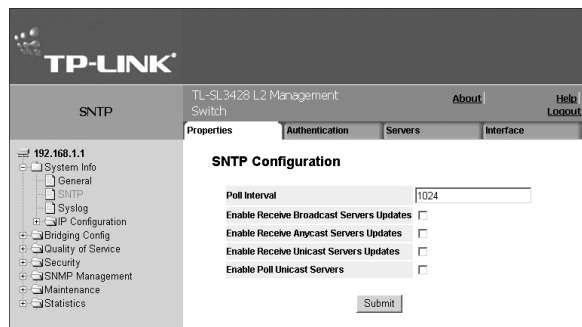 TP-LINK
SNTP
TL-SL3428 L2 Management
Switch
About
Help
Logout
Properties
Authentication
Servers
Interface
192.168.1.1
System Info
General
SNTP
Syslog
IP Configuration
Bridging Config
Quality of Service
Security
SNMP Management
Maintenance
Statistics
SNTP Configuration
Poll Interval 1024
Enable Receive Broadcast Servers Updates
Enable Receive Anycast Servers Updates
Enable Receive Unicast Servers Updates
Enable Poll Unicast Servers
Submit